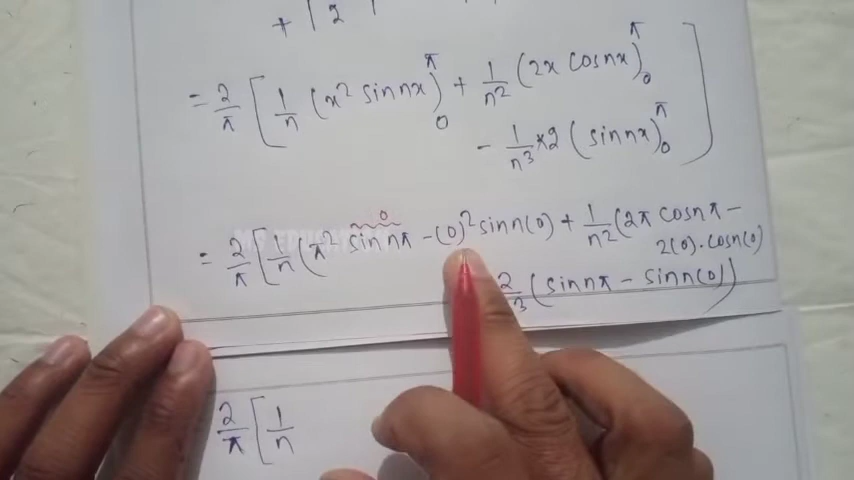 + | 2 |
= 2/π [ 1/n (x² sin nx)₀^π + 1/n² (2x cos nx)₀^π
- 1/n³ × 2 (sin nx)₀^π ]
= 2/π [ 1/n (π² sin nπ - (0)² sin n(0) + 1/n² (2π cos nπ -
0
2(0) . cos n(0)
2/n³ (sin nπ - sin n(0))
2/π [ 1/n